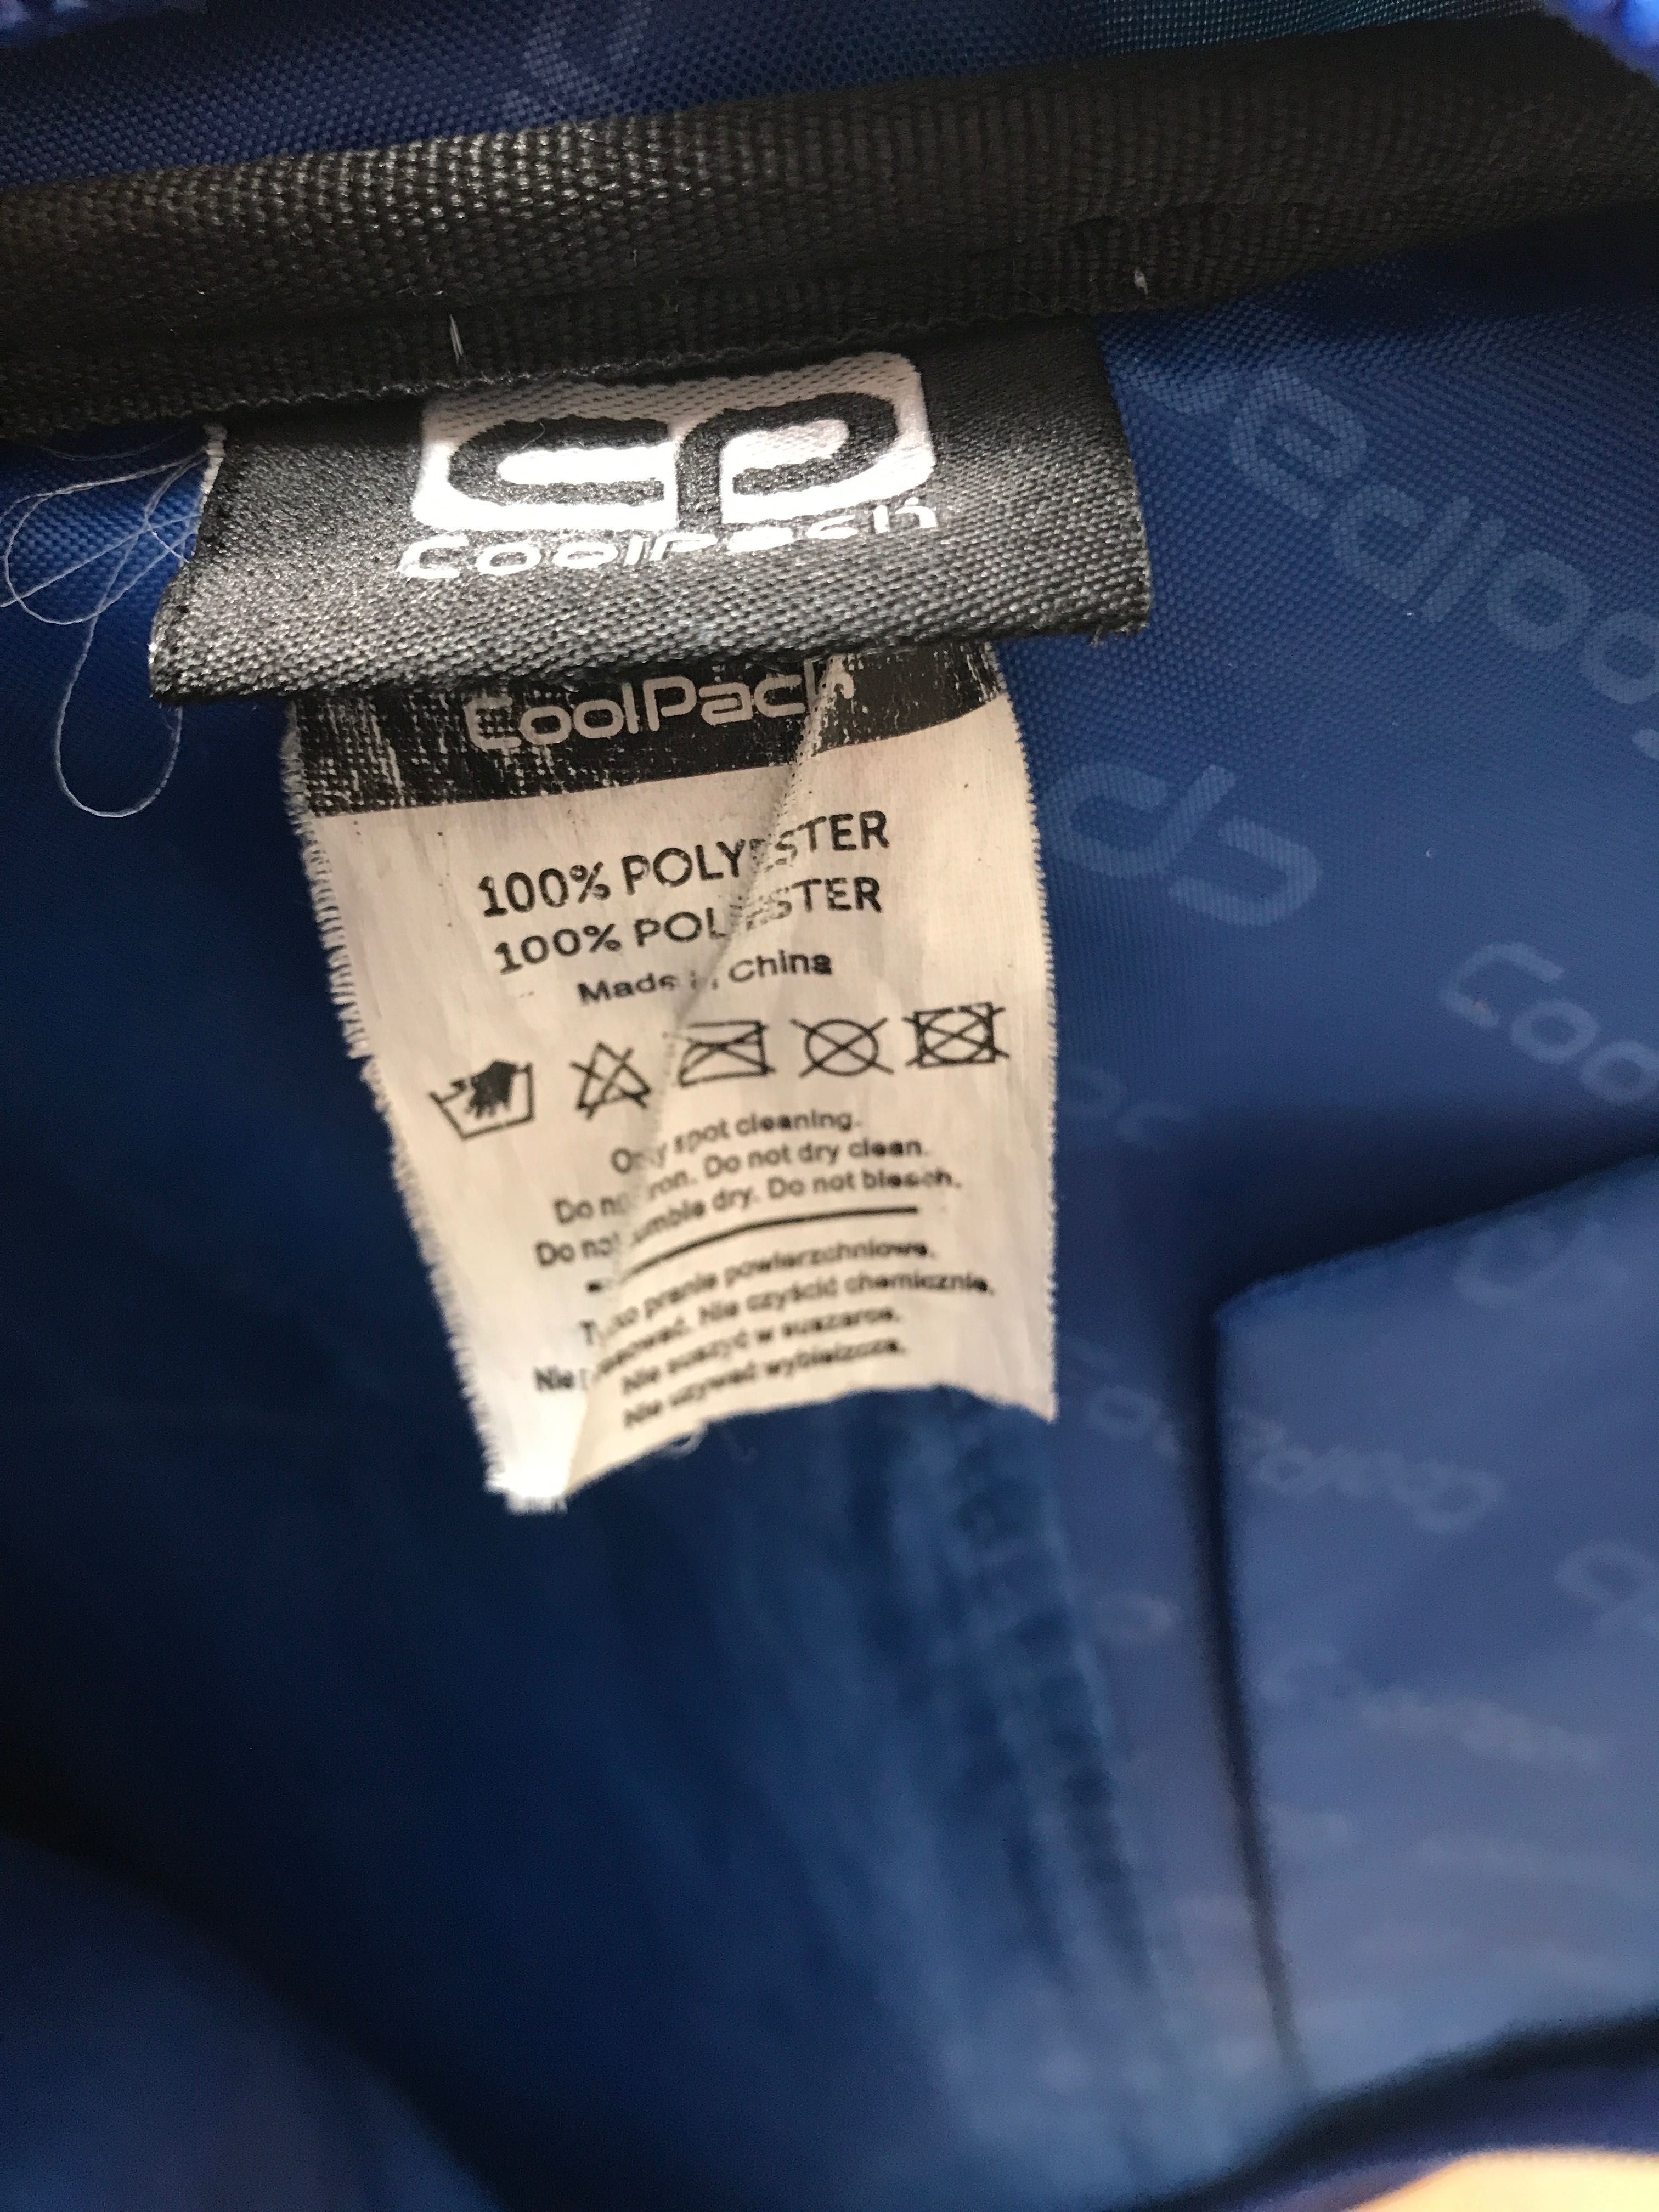 CoolPack
CoolPack
100% POLYESTER
100% POLYESTER
Made in China
Only spot cleaning.
Do not iron. Do not dry clean.
Do not tumble dry. Do not bleach.
Tylko pranie powierzchniowe.
Nie prasować. Nie czyścić chemicznie.
Nie suszyć w suszarce.
Nie używać wybielacza.